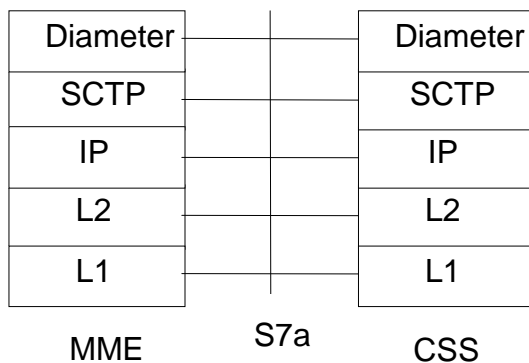 Diameter Diameter
SCTP SCTP
IP IP
L2 L2
L1 L1
MME S7a CSS